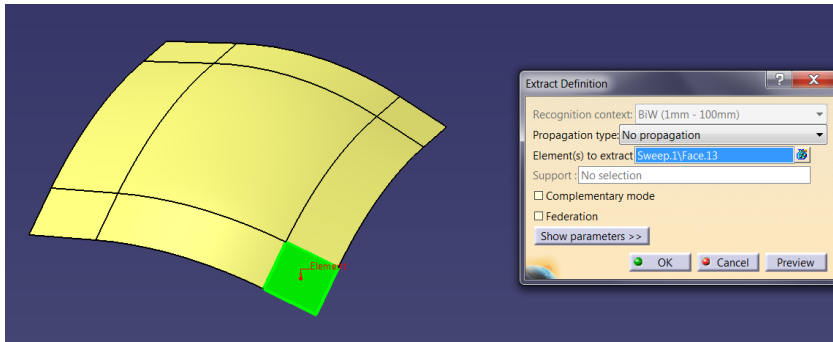 Element
Extract Definition
Recognition context: BiW (1mm - 100mm)
Propagation type: No propagation
Element(s) to extract Sweep.1\Face.13
Support : No selection
Complementary mode
Federation
Show parameters >>
OK Cancel Preview